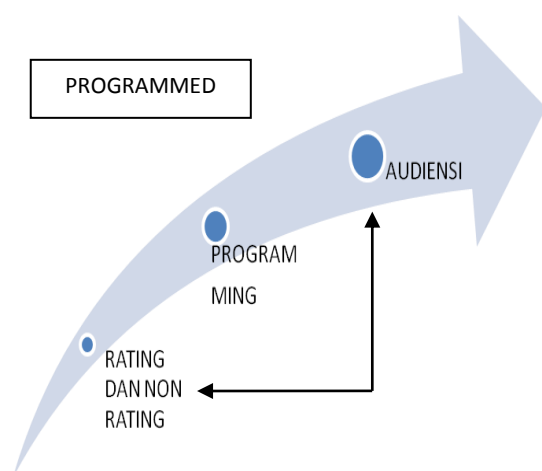 PROGRAMMED
AUDIENSI
PROGRAM
MING
RATING
DAN NON
RATING